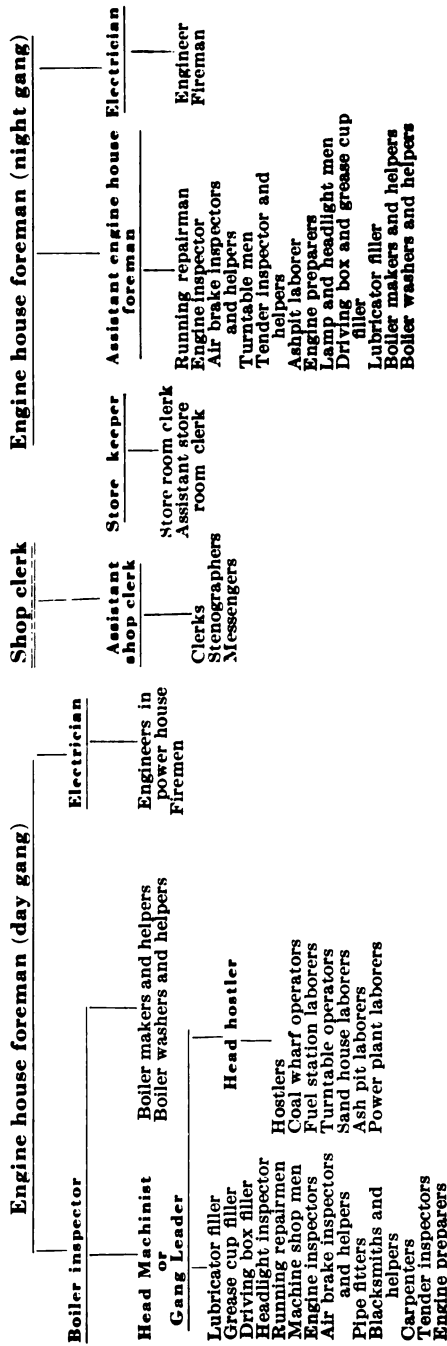 Engine house foreman (day gang)
Boiler inspector
Electrician
Head Machinist
or
Gang Leader
Boiler makers and helpers
Boiler washers and helpers
Engineers in
power house
Firemen
Lubricator filler
Grease cup filler
Driving box filler
Headlight inspector
Running repairmen
Machine shop men
Engine inspectors
Air brake inspectors
and helpers
Pipe fitters
Blacksmiths and
helpers
Carpenters
Tender inspectors
Engine preparers
Head hostler
Hostlers
Coal wharf operators
Fuel station laborers
Turntable operators
Sand house laborers
Ash pit laborers
Power plant laborers
Shop clerk
Assistant
shop clerk
Clerks
Stenographers
Messengers
Store keeper
Store room clerk
Assistant store
room clerk
Engine house foreman (night gang)
Assistant engine house
foreman
Running repairman
Engine inspector
Air brake inspectors
and helpers
Turntable men
Tender inspector and
helpers
Ashpit laborer
Engine preparers
Lamp and headlight men
Driving box and grease cup
filler
Lubricator filler
Boiler makers and helpers
Boiler washers and helpers
Electrician
Engineer
Fireman